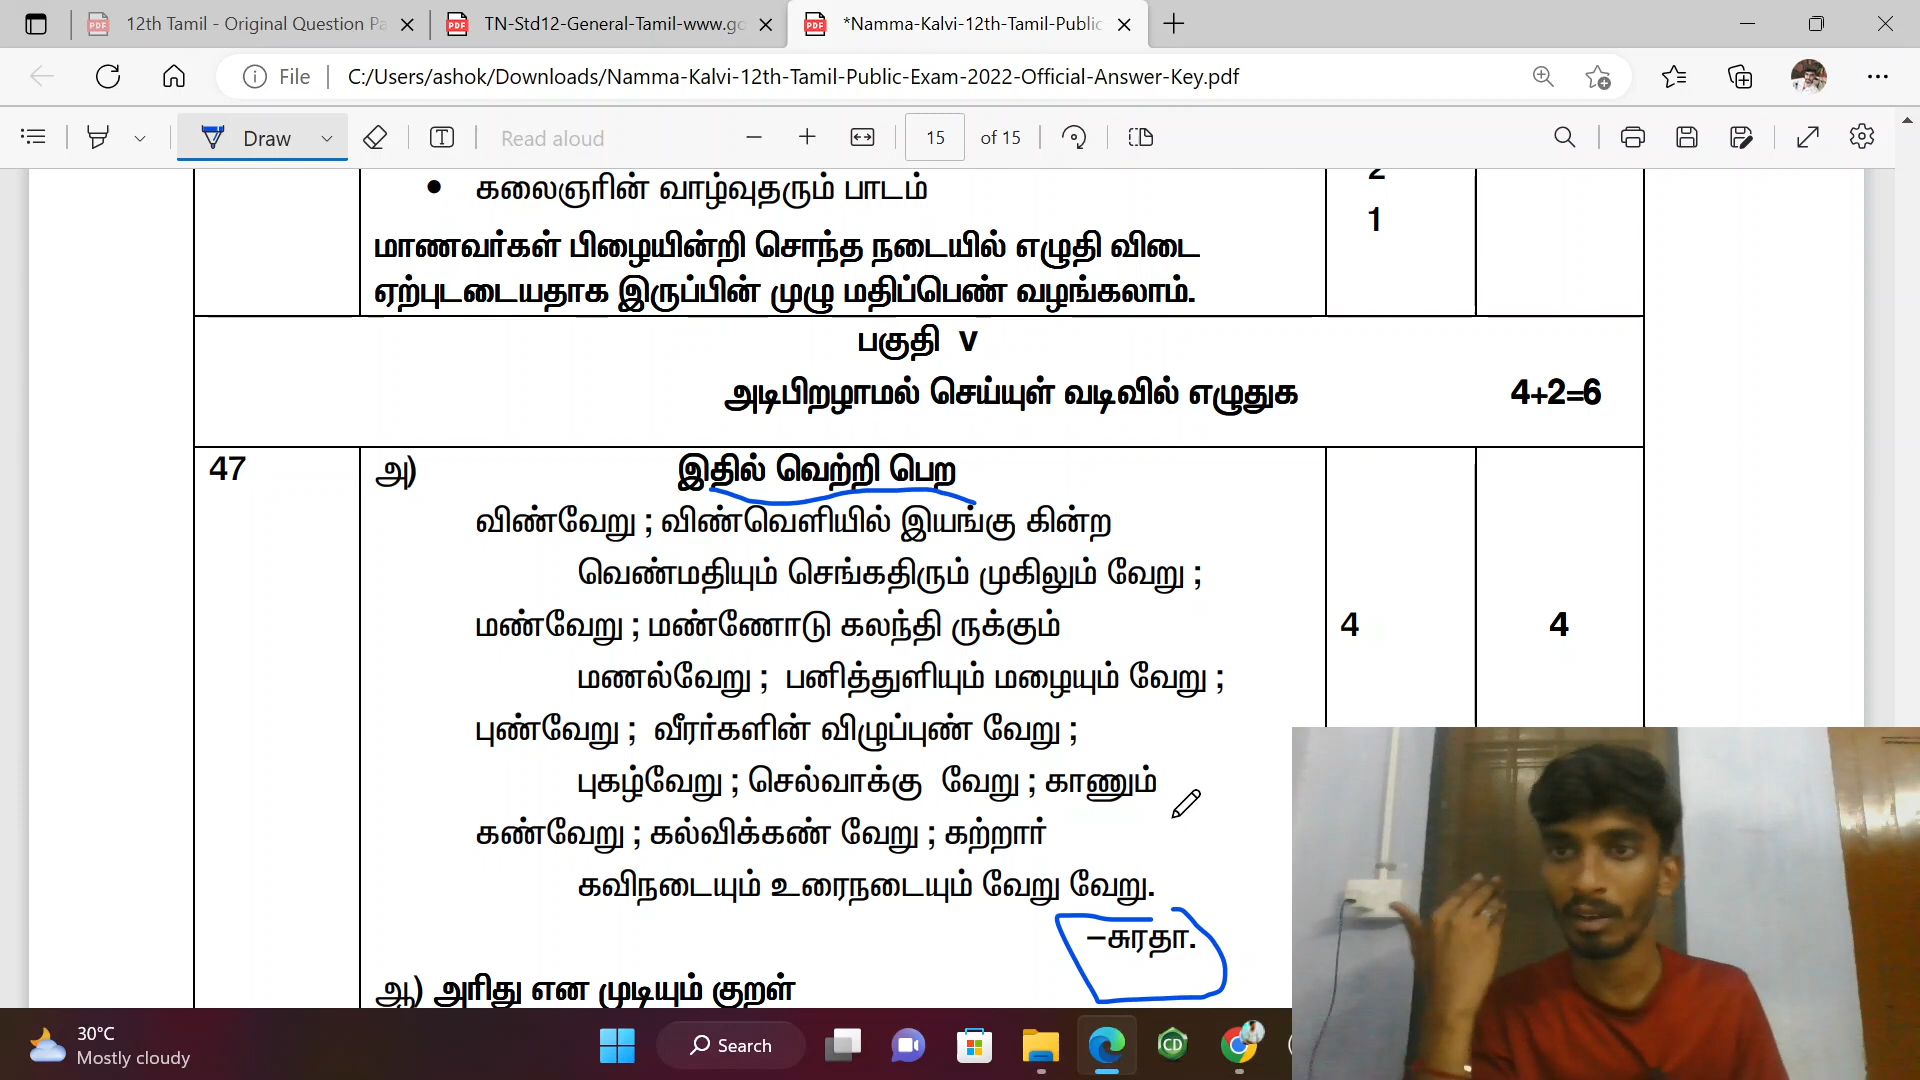 12th Tamil - Original Question Pa
TN-Std12-General-Tamil-www.go
*Namma-Kalvi-12th-Tamil-Public
File
C:/Users/ashok/Downloads/Namma-Kalvi-12th-Tamil-Public-Exam-2022-Official-Answer-Key.pdf
Draw
Read aloud
15 of 15
• கலைஞரின் வாழ்வுதரும் பாடம்
2
1
மாணவர்கள் பிழையின்றி சொந்த நடையில் எழுதி விடை
ஏற்புடடையதாக இருப்பின் முழு மதிப்பெண் வழங்கலாம்.
பகுதி V
அடிபிறழாமல் செய்யுள் வடிவில் எழுதுக 4+2=6
47 அ) இதில் வெற்றி பெற
விண்வேறு ; விண்வெளியில் இயங்கு கின்ற
வெண்மதியும் செங்கதிரும் முகிலும் வேறு ;
மண்வேறு ; மண்ணோடு கலந்தி ருக்கும் 4 4
மணல்வேறு ; பனித்துளியும் மழையும் வேறு ;
புண்வேறு ; வீரர்களின் விழுப்புண் வேறு ;
புகழ்வேறு ; செல்வாக்கு வேறு ; காணும்
கண்வேறு ; கல்விக்கண் வேறு ; கற்றார்
கவிநடையும் உரைநடையும் வேறு வேறு.
–சுரதா.
ஆ) அரிது என முடியும் குறள்
30°C
Mostly cloudy
Search
CD